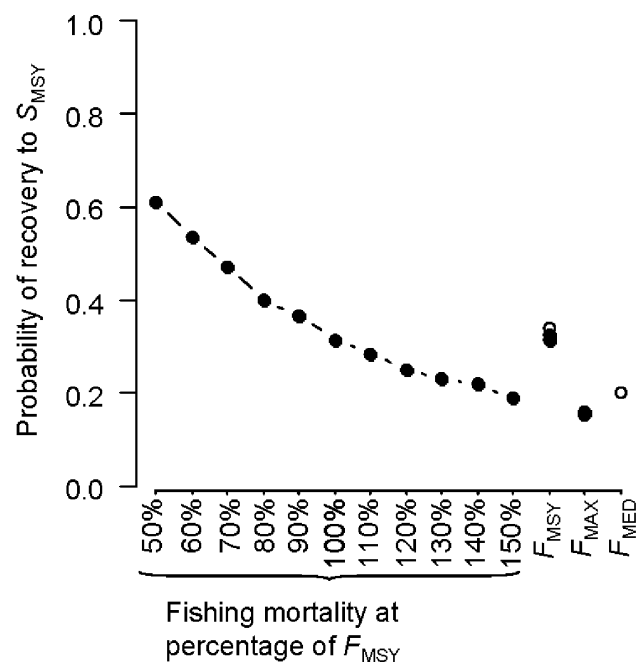 Probability of recovery to SMSY
1.0
0.8
0.6
0.4
0.2
0.0
50%
60%
70%
80%
90%
100%
110%
120%
130%
140%
150%
FMSY
FMAX
FMED
Fishing mortality at
percentage of FMSY